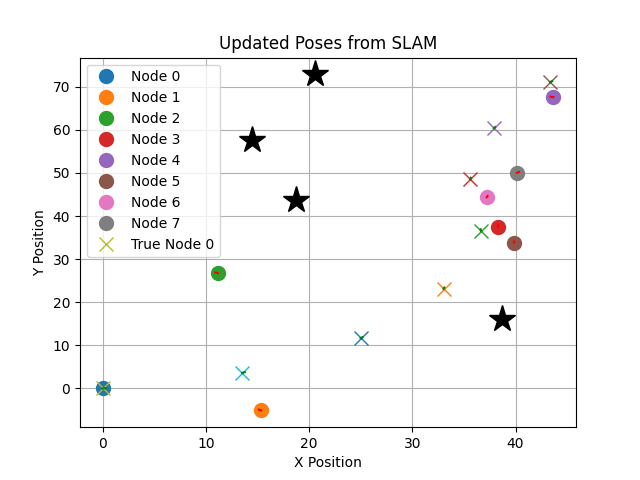 Updated Poses from SLAM
Node 0
Node 1
Node 2
Node 3
Node 4
Node 5
Node 6
Node 7
True Node 0
Y Position
70
60
50
40
30
20
10
0
0 10 20 30 40
X Position